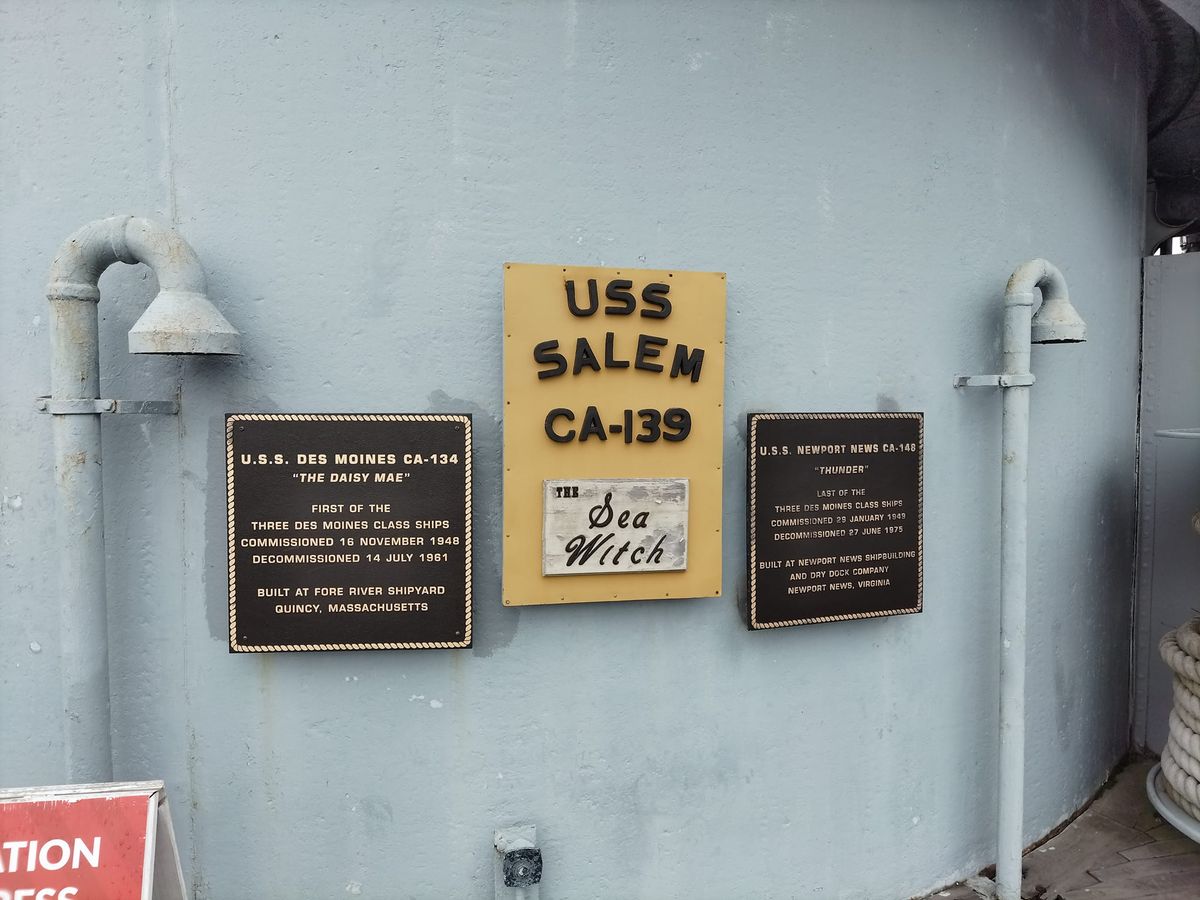 U.S.S. DES MOINES CA-134
"THE DAISY MAE"
FIRST OF THE
THREE DES MOINES CLASS SHIPS
COMMISSIONED 16 NOVEMBER 1948
DECOMMISSIONED 14 JULY 1961
BUILT AT FORE RIVER SHIPYARD
QUINCY, MASSACHUSETTS
USS
SALEM
CA-139
THE
Sea
Witch
U.S.S. NEWPORT NEWS CA-148
"THUNDER"
LAST OF THE
THREE DES MOINES CLASS SHIPS
COMMISSIONED 29 JANUARY 1949
DECOMMISSIONED 27 JUNE 1975
BUILT AT NEWPORT NEWS SHIPBUILDING
AND DRY DOCK COMPANY
NEWPORT NEWS, VIRGINIA
ATION
RESS